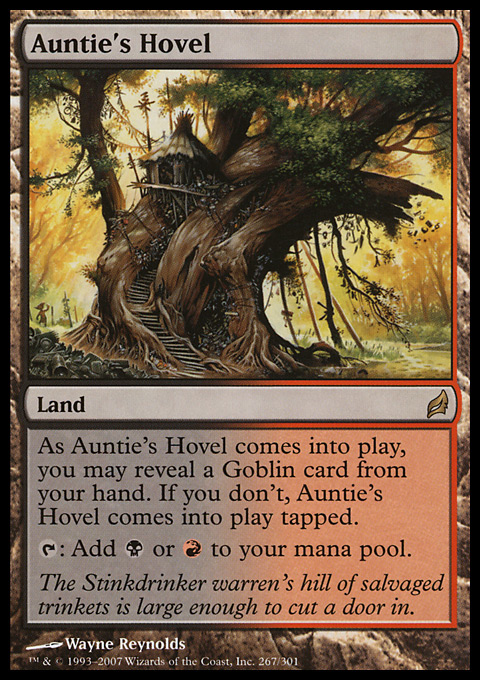 Auntie's Hovel
Land
As Auntie's Hovel comes into play,
you may reveal a Goblin card from
your hand. If you don't, Auntie's
Hovel comes into play tapped.
: Add or to your mana pool.
The Stinkdrinker warren's hill of salvaged
trinkets is large enough to cut a door in.
Wayne Reynolds
™ & © 1993–2007 Wizards of the Coast, Inc. 267/301